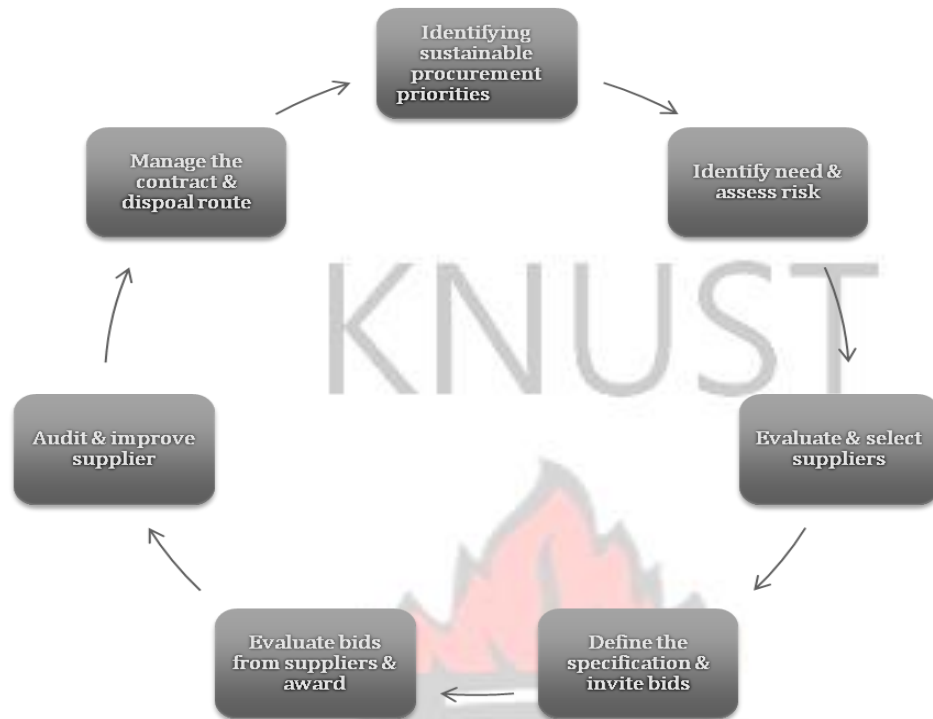 Identifying
sustainable
procurement
priorities
Identify need &
assess risk
Evaluate & select
suppliers
Define the
specification &
invite bids
Evaluate bids
from suppliers &
award
Audit & improve
supplier
Manage the
contract &
dispoal route
KNUST